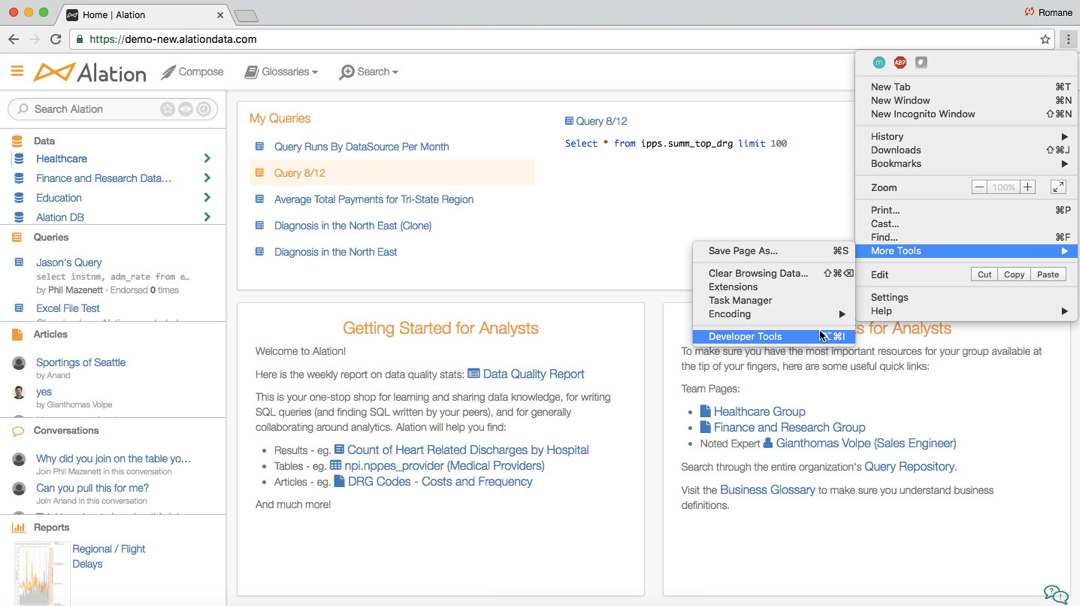 Home | Alation
Romane
https://demo-new.alationdata.com
Alation
Compose
Glossaries
Search
Search Alation
Data
Healthcare
Finance and Research Data...
Education
Alation DB
Queries
Jason's Query
select instnm, adm_rate from e…
by Phil Mazenett · Endorsed 0 times
Excel File Test
Articles
Sportings of Seattle
by Anand
yes
by Gianthomas Volpe
Conversations
Why did you join on the table yo…
Join Phil Mazenett in this conversation
Can you pull this for me?
Join Anand in this conversation
Reports
Regional / Flight
Delays
My Queries
Query Runs By DataSource Per Month
Query 8/12
Average Total Payments for Tri-State Region
Diagnosis in the North East (Clone)
Diagnosis in the North East
Query 8/12
Select * from ipps.summ_top_drg limit 100
Getting Started for Analysts
Welcome to Alation!
Here is the weekly report on data quality stats: Data Quality Report
This is your one-stop shop for learning and sharing data knowledge, for writing
SQL queries (and finding SQL written by your peers), and for generally
collaborating around analytics. Alation will help you find:
• Results - eg. Count of Heart Related Discharges by Hospital
• Tables - eg. npi.nppes_provider (Medical Providers)
• Articles - eg. DRG Codes - Costs and Frequency
And much more!
s for Analysts
To make sure you have the most important resources for your group available at
the tip of your fingers, here are some useful quick links:
Team Pages:
• Healthcare Group
• Finance and Research Group
• Noted Expert Gianthomas Volpe (Sales Engineer)
Search through the entire organization's Query Repository.
Visit the Business Glossary to make sure you understand business
definitions.
m
ABP
New Tab ⌘T
New Window ⌘N
New Incognito Window ⇧⌘N
History
Downloads ⇧⌘J
Bookmarks
Zoom − 100% +
Print... ⌘P
Cast...
Find... ⌘F
More Tools
Edit Cut Copy Paste
Settings
Help
Save Page As... ⌘S
Clear Browsing Data... ⇧⌘⌫
Extensions
Task Manager
Encoding
Developer Tools ⌥⌘I